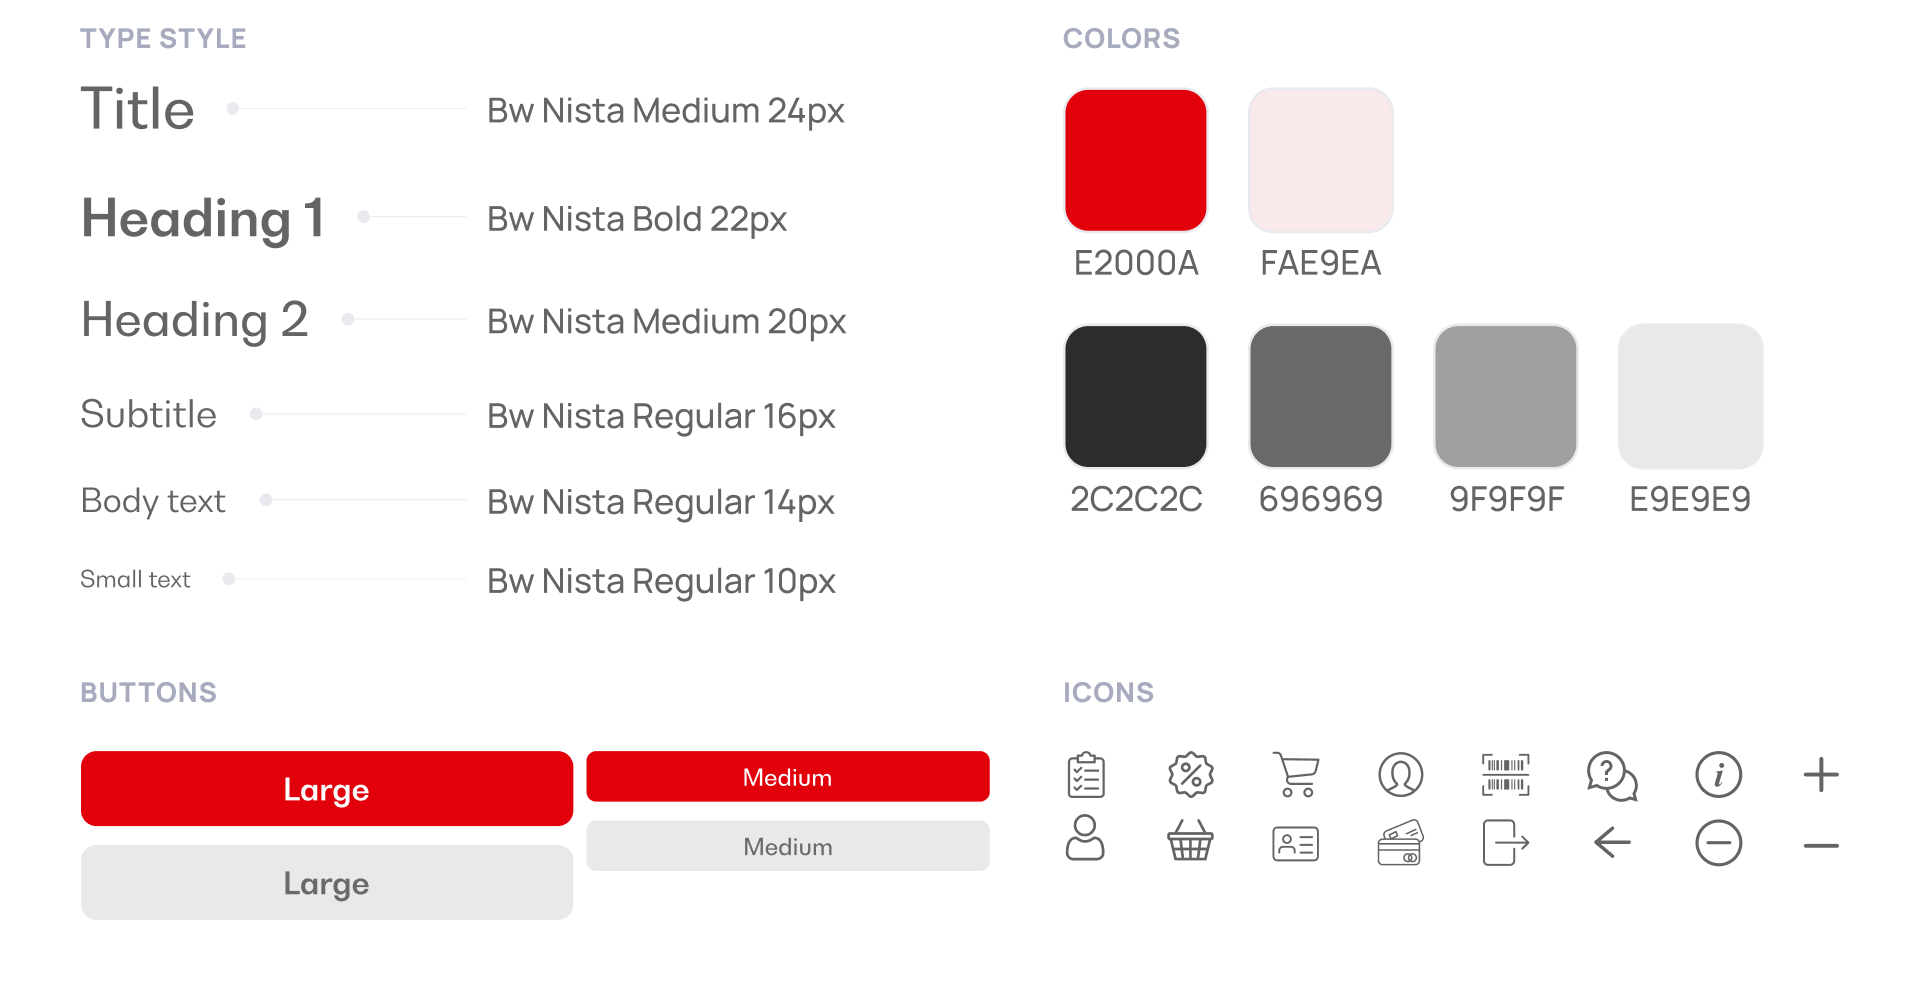 TYPE STYLE
Title
Bw Nista Medium 24px
Heading 1
Bw Nista Bold 22px
Heading 2
Bw Nista Medium 20px
Subtitle
Bw Nista Regular 16px
Body text
Bw Nista Regular 14px
Small text
Bw Nista Regular 10px
COLORS
E2000A
FAE9EA
2C2C2C
696969
9F9F9F
E9E9E9
BUTTONS
Large
Medium
Large
Medium
ICONS
%
?
i